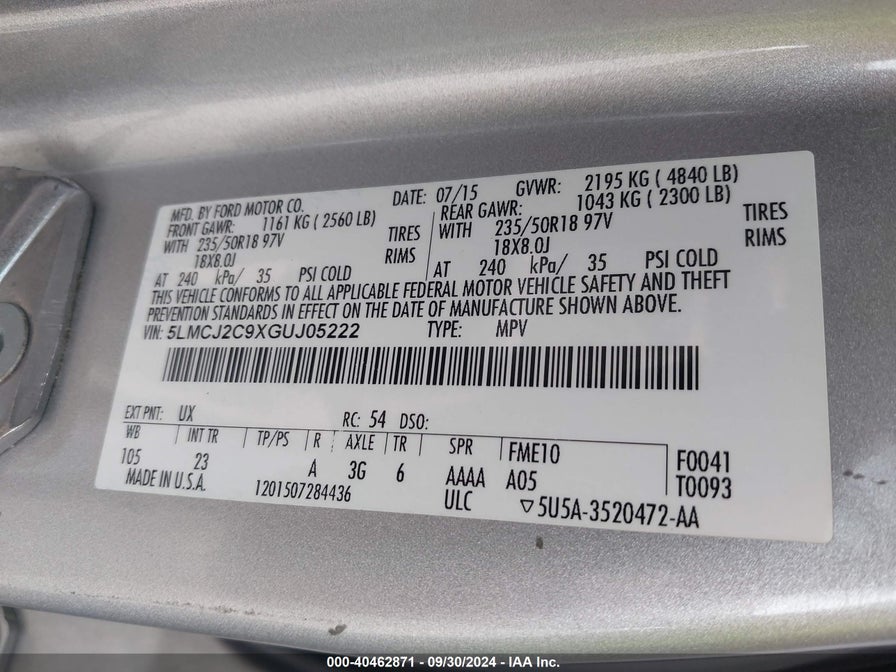 MFD. BY FORD MOTOR CO. DATE: 07/15 GVWR: 2195 KG ( 4840 LB)
FRONT GAWR: 1161 KG ( 2560 LB) REAR GAWR: 1043 KG ( 2300 LB)
WITH 235/50R18 97V TIRES WITH 235/50R18 97V TIRES
18X8.0J RIMS 18X8.0J RIMS
AT 240 kPa/ 35 PSI COLD AT 240 kPa/ 35 PSI COLD
THIS VEHICLE CONFORMS TO ALL APPLICABLE FEDERAL MOTOR VEHICLE SAFETY AND THEFT
PREVENTION STANDARDS IN EFFECT ON THE DATE OF MANUFACTURE SHOWN ABOVE.
VIN: 5LMCJ2C9XGUJ05222 TYPE: MPV
EXT PNT: UX RC: 54 DSO:
WB INT TR TP/PS R AXLE TR SPR FME10 F0041
105 23 A 3G 6 AAAA A05 T0093
MADE IN U.S.A. 1201507284436 ULC ▽5U5A-3520472-AA
000-40462871 - 09/30/2024 - IAA Inc.